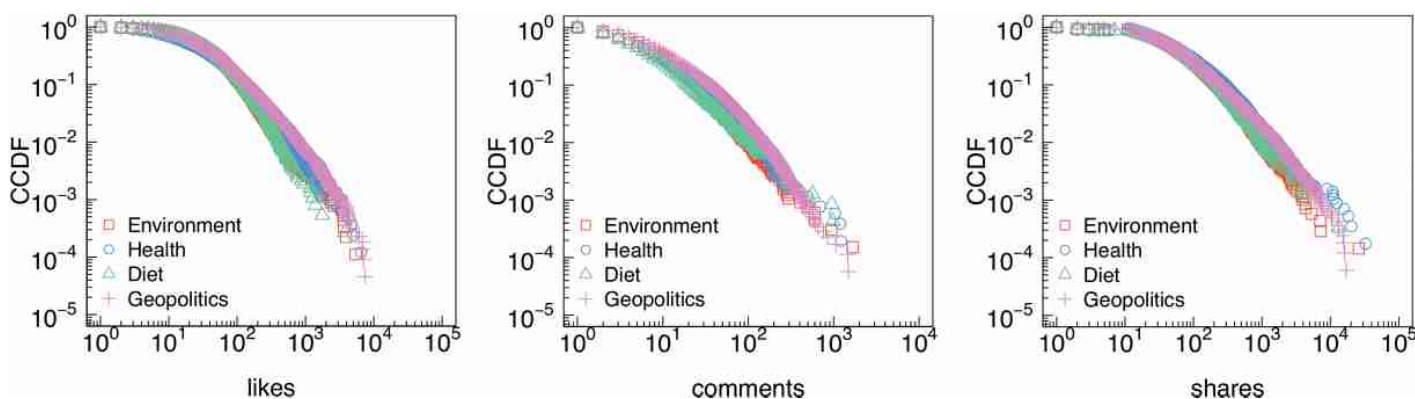 CCDF
10^0
10^-1
10^-2
10^-3
10^-4
10^-5
Environment
Health
Diet
Geopolitics
10^0 10^1 10^2 10^3 10^4 10^5
likes
CCDF
10^0
10^-1
10^-2
10^-3
10^-4
10^-5
Environment
Health
Diet
Geopolitics
10^0 10^1 10^2 10^3 10^4
comments
CCDF
10^0
10^-1
10^-2
10^-3
10^-4
10^-5
Environment
Health
Diet
Geopolitics
10^0 10^1 10^2 10^3 10^4 10^5
shares